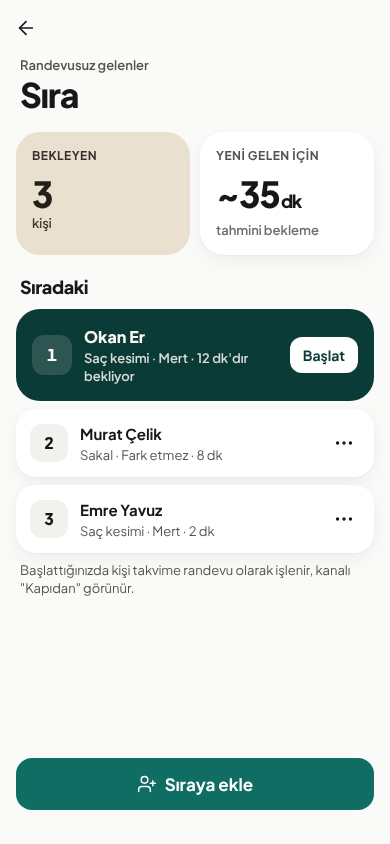 Randevusuz gelenler
Sıra
BEKLEYEN
3
kişi
YENİ GELEN İÇİN
~35 dk
tahmini bekleme
Sıradaki
1
Okan Er
Saç kesimi · Mert · 12 dk'dır
bekliyor
Başlat
2
Murat Çelik
Sakal · Fark etmez · 8 dk
3
Emre Yavuz
Saç kesimi · Mert · 2 dk
Başlattığınızda kişi takvime randevu olarak işlenir, kanalı
"Kapıdan" görünür.
Sıraya ekle